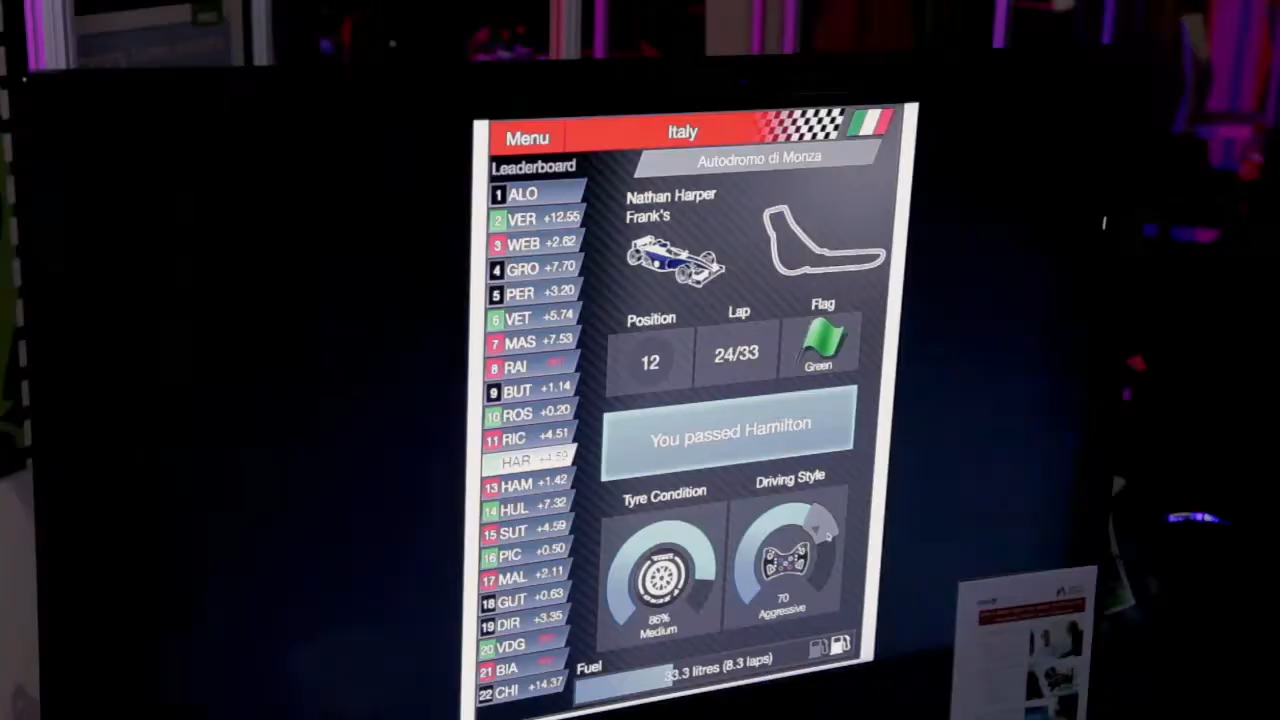 Menu
Italy
Leaderboard
Autodromo di Monza
1 ALO
2 VER +12.55
3 WEB +2.62
4 GRO +7.70
5 PER +3.20
6 VET +5.74
7 MAS +7.53
8 RAI
9 BUT +1.14
10 ROS +0.20
11 RIC +4.51
HAR +4.59
13 HAM +1.42
14 HUL +7.32
15 SUT +4.59
16 PIC +0.50
17 MAL +2.11
18 GUT +0.63
19 DIR +3.35
20 VDG
21 BIA
22 CHI +14.37
Nathan Harper
Frank's
Position
Lap
Flag
12
24/33
Green
You passed Hamilton
Tyre Condition
Driving Style
86%
Medium
70
Aggressive
Fuel
33.3 litres (8.3 laps)